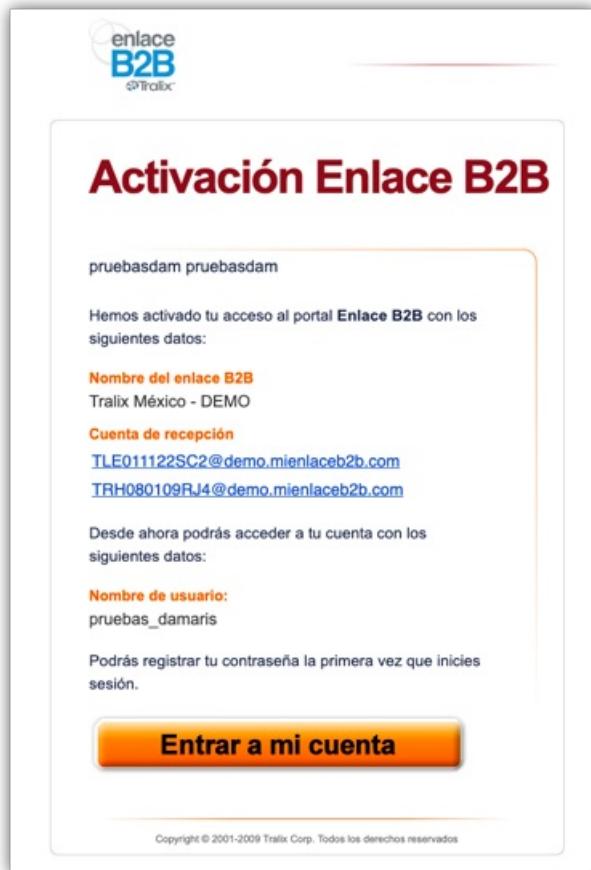 enlace
B2B
Tralix
Activación Enlace B2B
pruebasdam pruebasdam
Hemos activado tu acceso al portal Enlace B2B con los
siguientes datos:
Nombre del enlace B2B
Tralix México - DEMO
Cuenta de recepción
TLE011122SC2@demo.mienlaceb2b.com
TRH080109RJ4@demo.mienlaceb2b.com
Desde ahora podrás acceder a tu cuenta con los
siguientes datos:
Nombre de usuario:
pruebas_damaris
Podrás registrar tu contraseña la primera vez que inicies
sesión.
Entrar a mi cuenta
Copyright © 2001-2009 Tralix Corp. Todos los derechos reservados